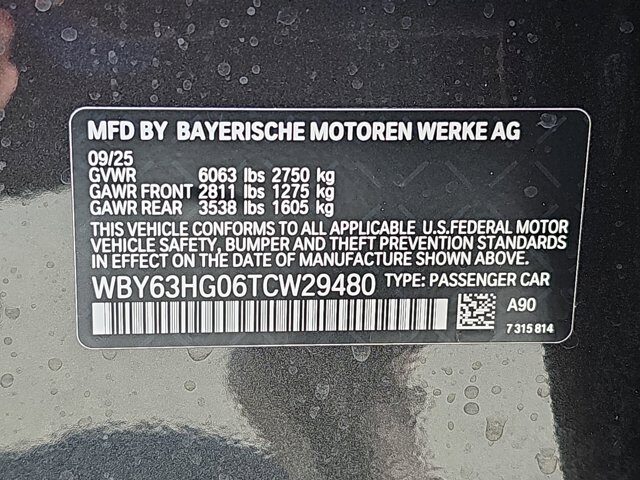 MFD BY BAYERISCHE MOTOREN WERKE AG
09/25
GVWR 6063 lbs 2750 kg
GAWR FRONT 2811 lbs 1275 kg
GAWR REAR 3538 lbs 1605 kg
THIS VEHICLE CONFORMS TO ALL APPLICABLE U.S.FEDERAL MOTOR
VEHICLE SAFETY, BUMPER AND THEFT PREVENTION STANDARDS
IN EFFECT ON THE DATE OF MANUFACTURE SHOWN ABOVE.
WBY63HG06TCW29480 TYPE: PASSENGER CAR
A90
7 315 814